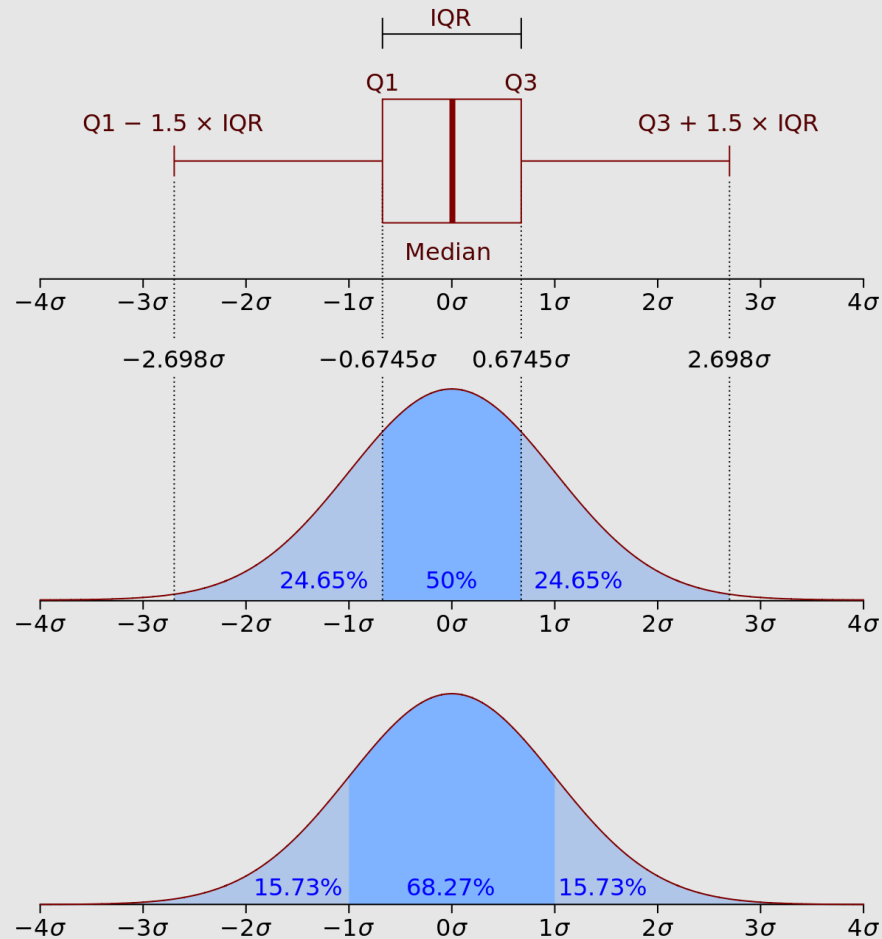 IQR
Q1 Q3
Q1 − 1.5 × IQR Q3 + 1.5 × IQR
Median
−4σ −3σ −2σ −1σ 0σ 1σ 2σ 3σ 4σ
−2.698σ −0.6745σ 0.6745σ 2.698σ
24.65% 50% 24.65%
−4σ −3σ −2σ −1σ 0σ 1σ 2σ 3σ 4σ
15.73% 68.27% 15.73%
−4σ −3σ −2σ −1σ 0σ 1σ 2σ 3σ 4σ